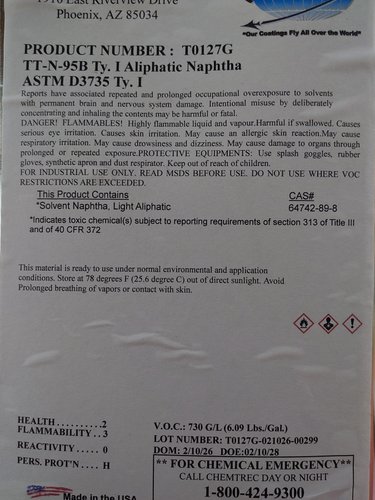 1916 East Riverview Drive
Phoenix, AZ 85034
"Our Coatings Fly All Over the World"
PRODUCT NUMBER : T0127G
TT-N-95B Ty. I Aliphatic Naphtha
ASTM D3735 Ty. I
Reports have associated repeated and prolonged occupational overexposure to solvents
with permanent brain and nervous system damage. Intentional misuse by deliberately
concentrating and inhaling the contents may be harmful or fatal.
DANGER! FLAMMABLES! Highly flammable liquid and vapour.Harmful if swallowed. Causes
serious eye irritation. Causes skin irritation. May cause an allergic skin reaction.May cause
respiratory irritation. May cause drowsiness and dizziness. May cause damage to organs through
prolonged or repeated exposure.PROTECTIVE EQUIPMENTS: Use splash goggles, rubber
gloves, synthetic apron and dust respirator. Keep out of reach of children.
FOR INDUSTRIAL USE ONLY. READ MSDS BEFORE USE. DO NOT USE WHERE VOC
RESTRICTIONS ARE EXCEEDED.
This Product Contains CAS#
*Solvent Naphtha, Light Aliphatic 64742-89-8
*Indicates toxic chemical(s) subject to reporting requirements of section 313 of Title III
and of 40 CFR 372
This material is ready to use under normal environmental and application
conditions. Store at 78 degrees F (25.6 degree C) out of direct sunlight. Avoid
Prolonged breathing of vapors or contact with skin.
HEALTH ..........2
FLAMMABILITY . . 3
REACTIVITY ..... 0
PERS. PROT'N .... H
V.O.C.: 730 G/L (6.09 Lbs./Gal.)
LOT NUMBER: T0127G-021026-00299
DOM: 2/10/26 DOE:02/10/28
** FOR CHEMICAL EMERGENCY**
CALL CHEMTREC DAY OR NIGHT
1-800-424-9300
Made in the USA